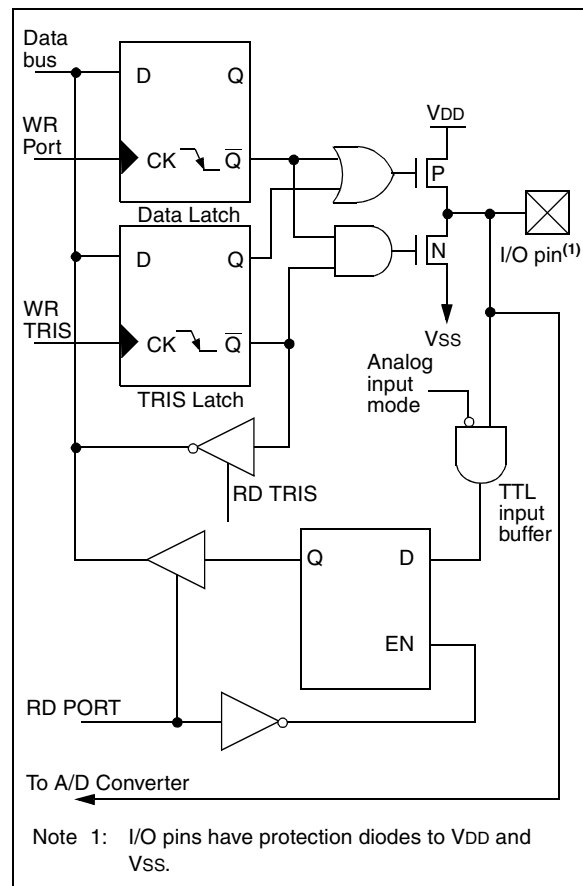 Data
bus
D Q
WR
Port
CK Q
Data Latch
VDD
P
N
I/O pin(1)
VSS
D Q
WR
TRIS
CK Q
TRIS Latch
Analog
input
mode
RD TRIS
TTL
input
buffer
Q D
EN
RD PORT
To A/D Converter
Note 1: I/O pins have protection diodes to VDD and
VSS.